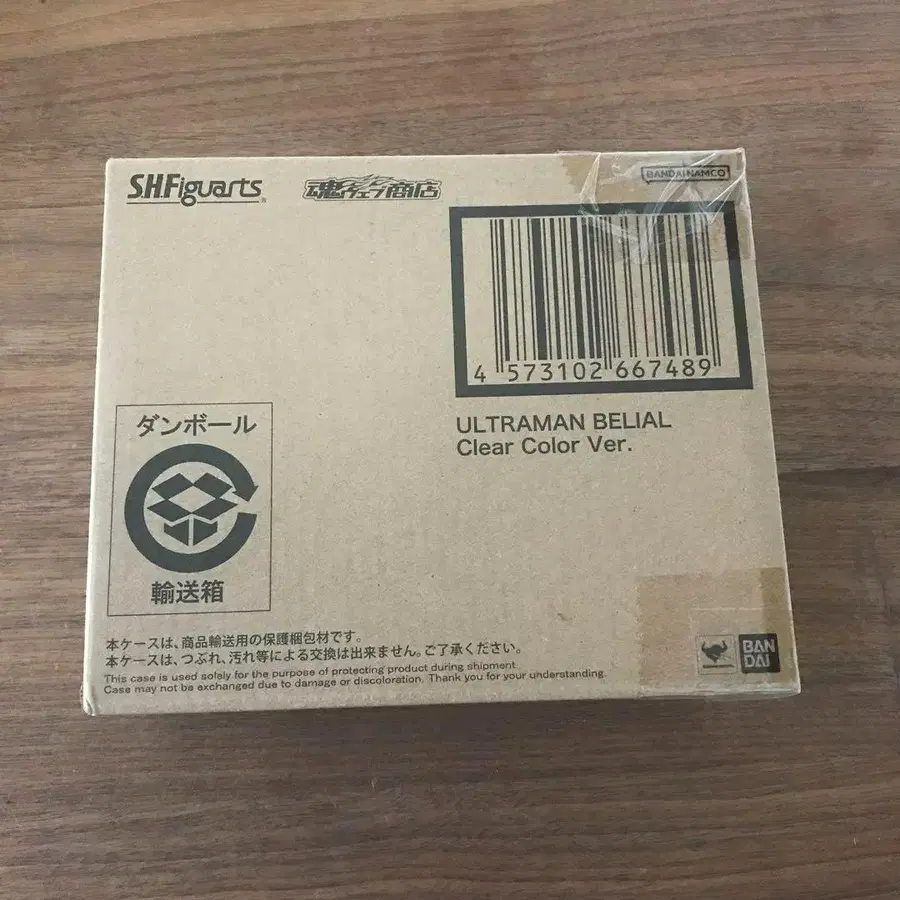 S.H.Figuarts
魂ウェブ商店
BANDAI NAMCO
4 573102 667489
ULTRAMAN BELIAL
Clear Color Ver.
ダンボール
輸送箱
本ケースは、商品輸送用の保護梱包材です。
本ケースは、つぶれ、汚れ等による交換は出来ません。ご了承ください。
This case is used solely for the purpose of protecting product during shipment.
Case may not be exchanged due to damage or discoloration. Thank you for your understanding.
BAN
DAI